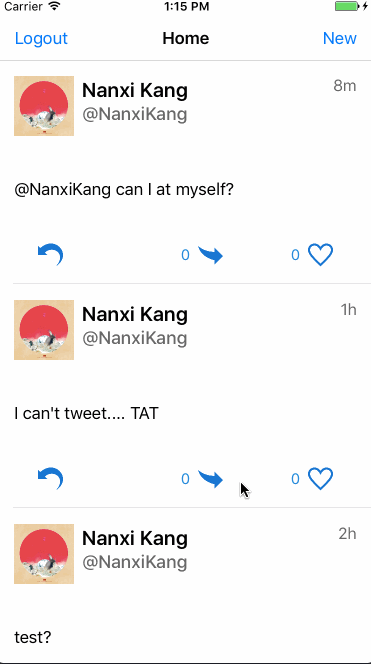 Carrier 1:15 PM
Logout Home New
Nanxi Kang 8m
@NanxiKang
@NanxiKang can I at myself?
0 0
Nanxi Kang 1h
@NanxiKang
I can't tweet.... TAT
0 0
Nanxi Kang 2h
@NanxiKang
test?